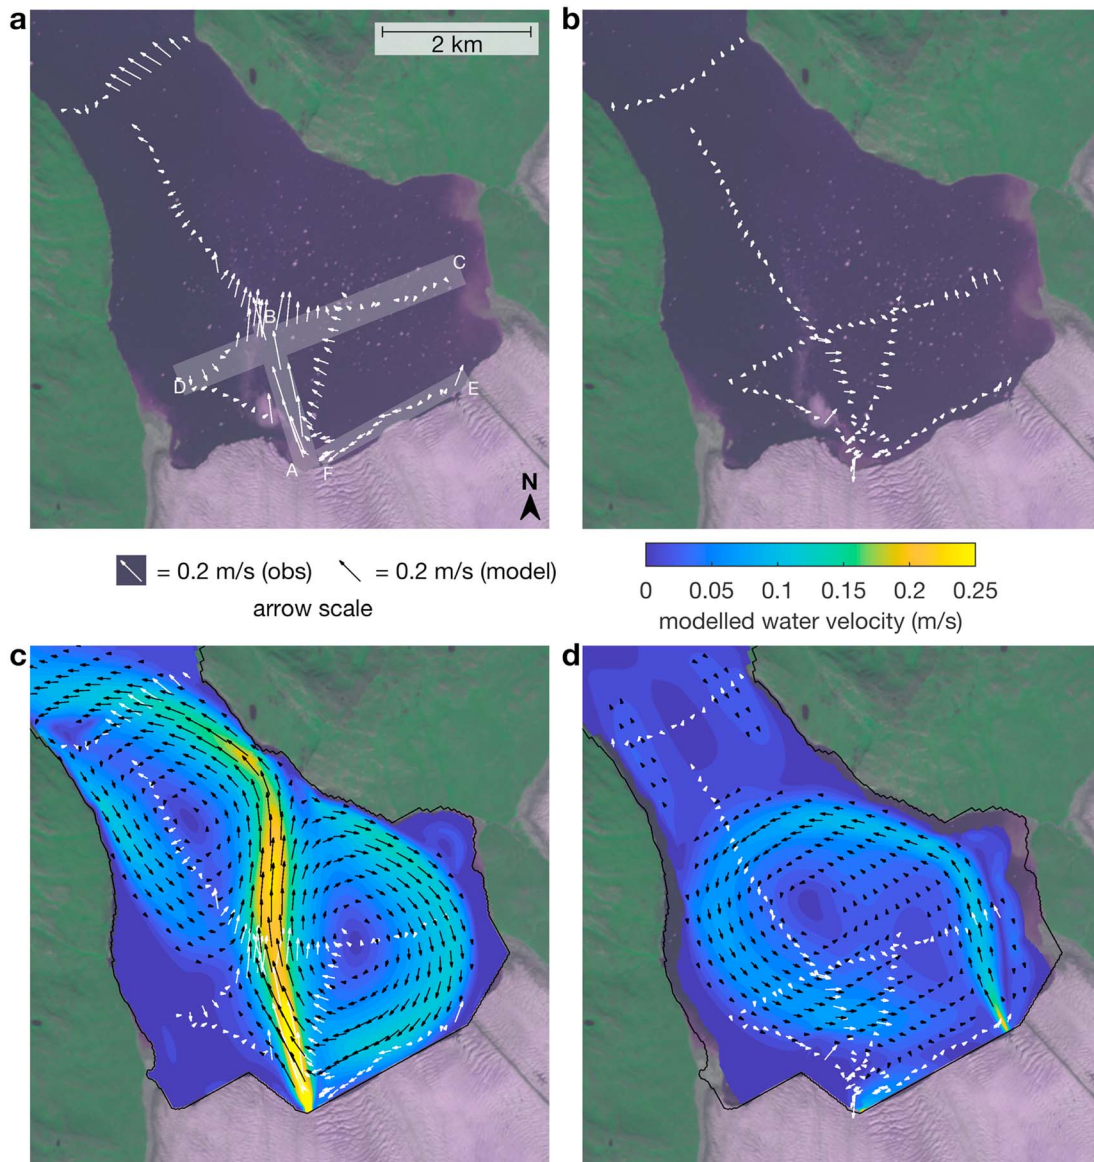 a
2 km
C
B
D
E
A
F
N
b
= 0.2 m/s (obs)
= 0.2 m/s (model)
arrow scale
0 0.05 0.1 0.15 0.2 0.25
modelled water velocity (m/s)
c
d